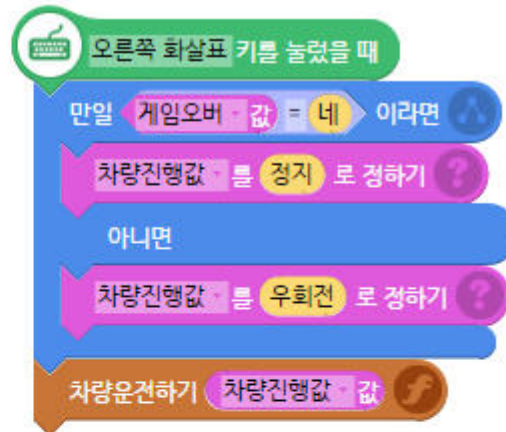 오른쪽 화살표 키를 눌렀을 때
만일 게임오버 값 = 네 이라면
차량진행값 를 정지 로 정하기 ?
아니면
차량진행값 를 우회전 로 정하기 ?
차량운전하기 차량진행값 값 f